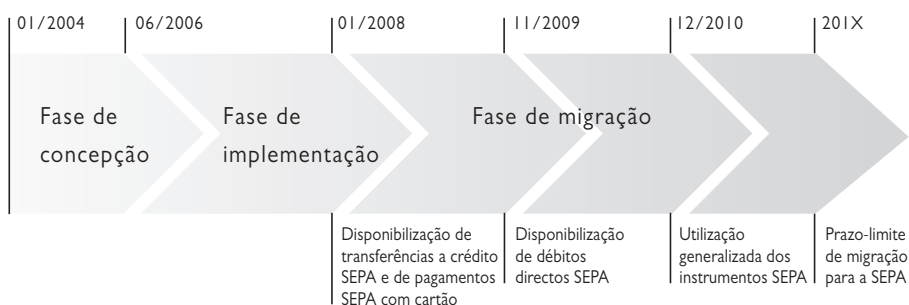 01/2004
06/2006
01/2008
11/2009
12/2010
201X
Fase de
concepção
Fase de
implementação
Fase de migração
Disponibilização de
transferências a crédito
SEPA e de pagamentos
SEPA com cartão
Disponibilização
de débitos
directos SEPA
Utilização
generalizada dos
instrumentos SEPA
Prazo-limite
de migração
para a SEPA